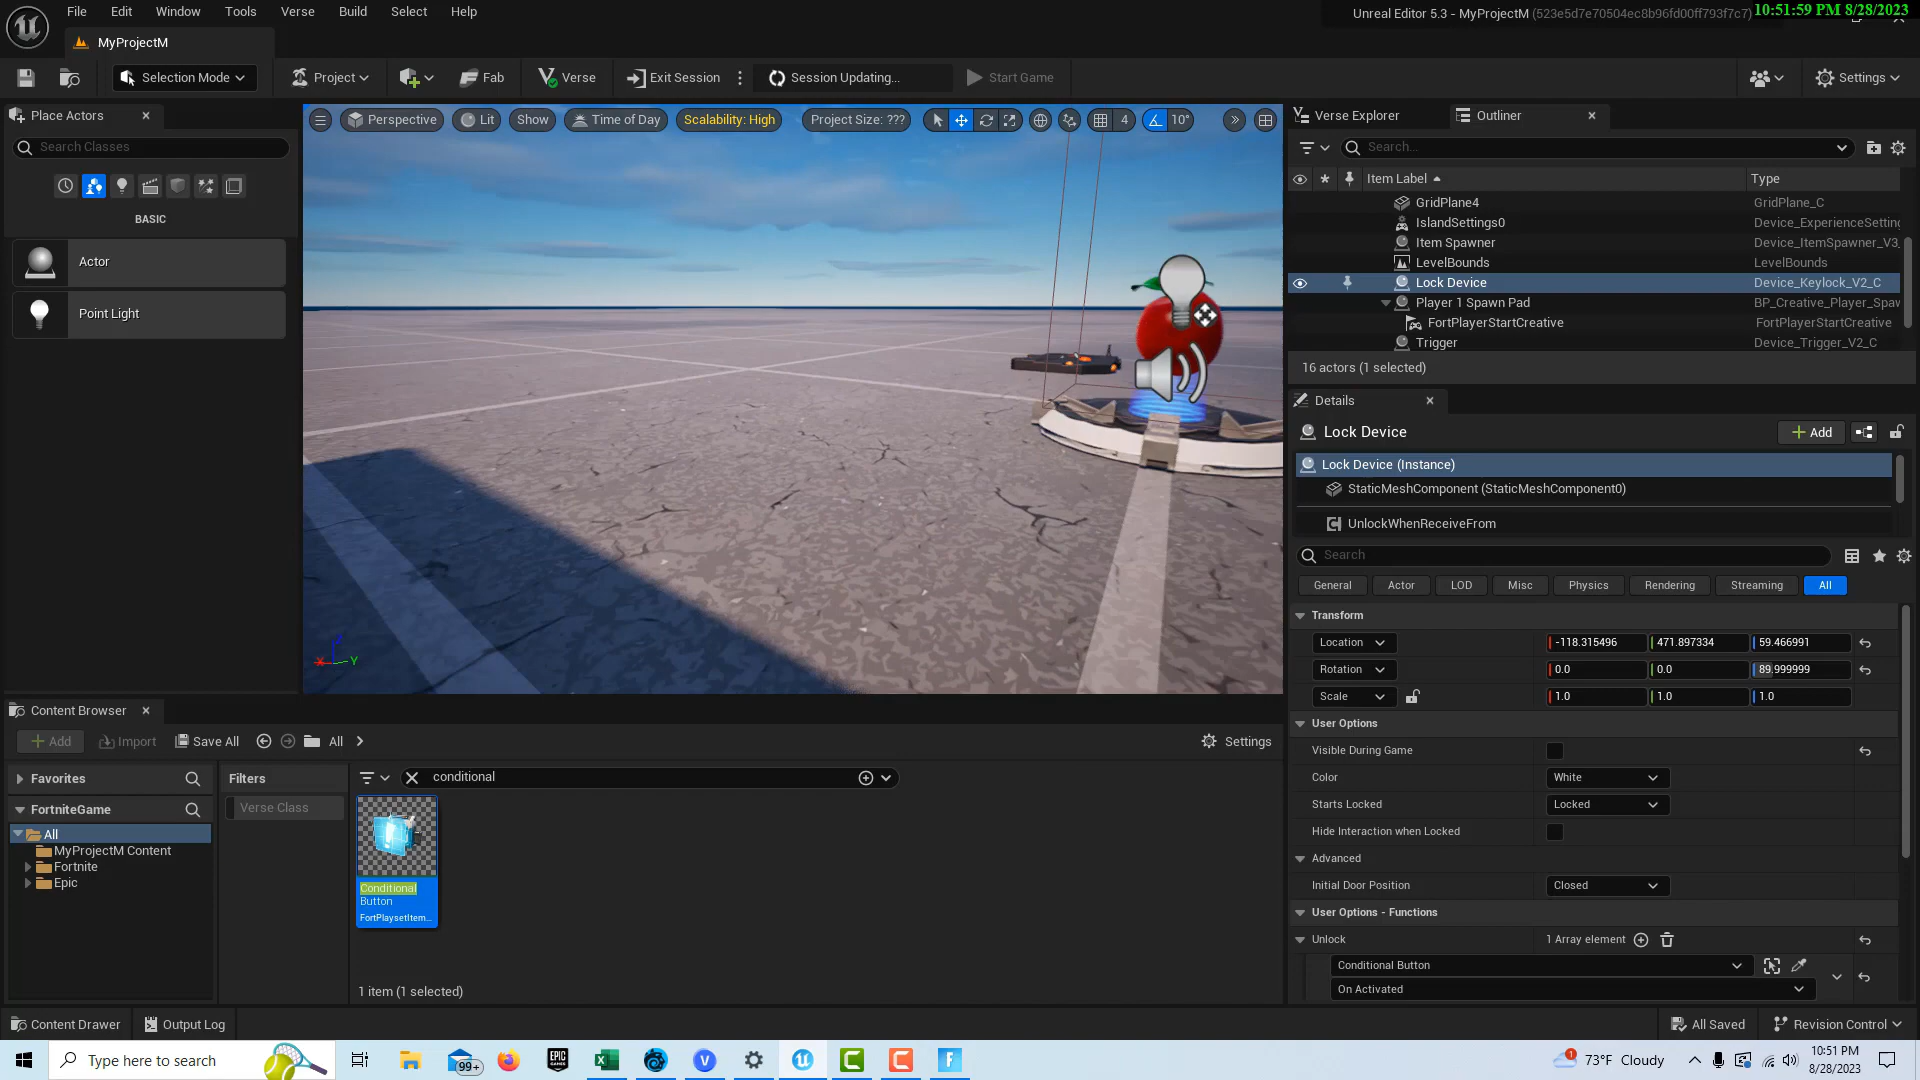 File Edit Window Tools Verse Build Select Help
Unreal Editor 5.3 - MyProjectM (523e5d7e70504ec8b96fd00ff793f7c7)
10:51:59 PM 8/28/2023
MyProjectM
Selection Mode
Project
Fab
Verse
Exit Session
Session Updating...
Start Game
Settings
Place Actors
Search Classes
BASIC
Actor
Point Light
Perspective
Lit
Show
Time of Day
Scalability: High
Project Size: ???
4
10°
X
Y
Verse Explorer
Outliner
Search...
Item Label
Type
GridPlane4 GridPlane_C
IslandSettings0 Device_ExperienceSetting
Item Spawner Device_ItemSpawner_V3_
LevelBounds LevelBounds
Lock Device Device_Keylock_V2_C
Player 1 Spawn Pad BP_Creative_Player_Spaw
FortPlayerStartCreative FortPlayerStartCreative
Trigger Device_Trigger_V2_C
16 actors (1 selected)
Details
Lock Device
Add
Lock Device (Instance)
StaticMeshComponent (StaticMeshComponent0)
UnlockWhenReceiveFrom
Search
General Actor LOD Misc Physics Rendering Streaming All
Transform
Location -118.315496 471.897334 59.466991
Rotation 0.0 0.0 89.999999
Scale 1.0 1.0 1.0
User Options
Visible During Game
Color White
Starts Locked Locked
Hide Interaction when Locked
Advanced
Initial Door Position Closed
User Options - Functions
Unlock 1 Array element
Conditional Button
On Activated
Content Browser
Add Import Save All All
Settings
Favorites
FortniteGame
All
MyProjectM Content
Fortnite
Epic
Filters
Verse Class
conditional
Conditional
Button
FortPlaysetItem...
1 item (1 selected)
Content Drawer
Output Log
All Saved
Revision Control
Type here to search
99+
1
73°F Cloudy
10:51 PM
8/28/2023